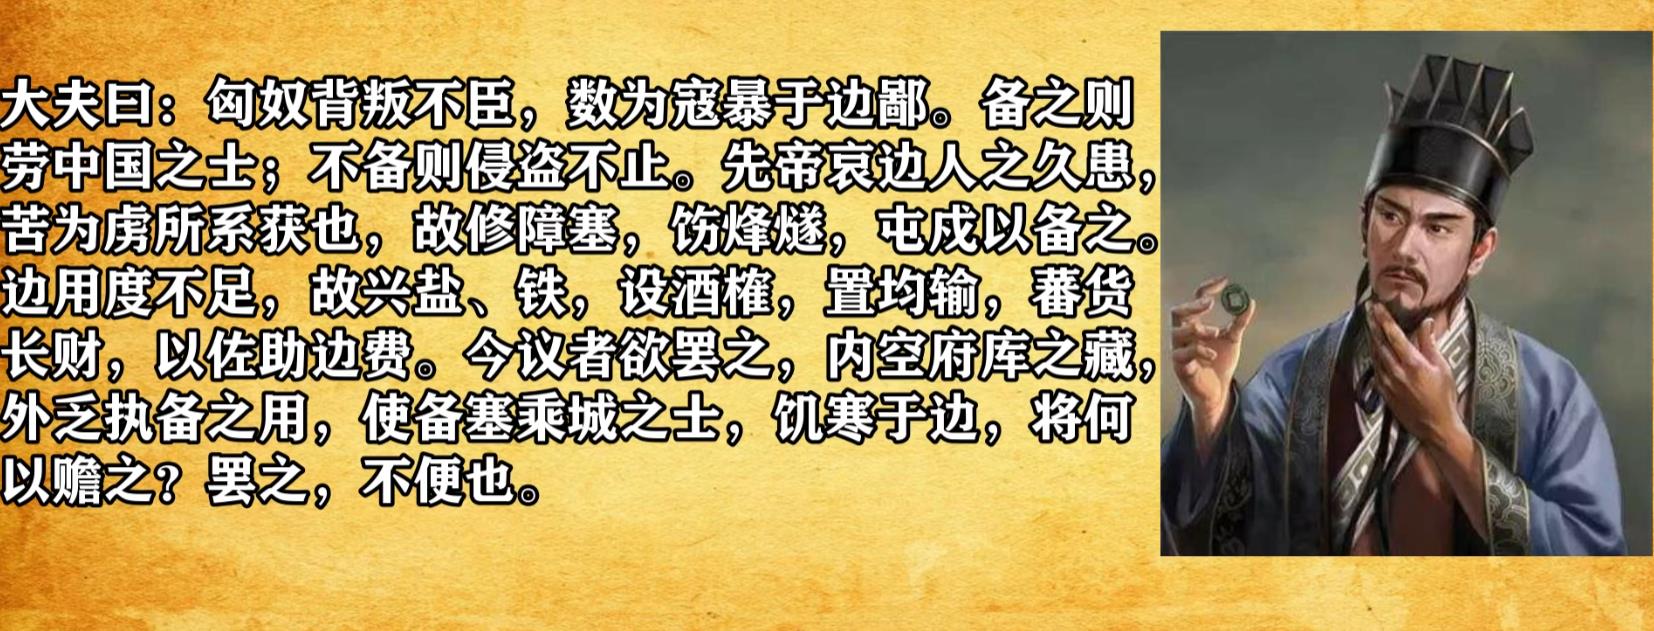 大夫曰：匈奴背叛不臣，数为寇暴于边鄙。备之则
劳中国之士；不备则侵盗不止。先帝哀边人之久患，
苦为虏所系获也，故修障塞，饬烽燧，屯戍以备之。
边用度不足，故兴盐、铁，设酒榷，置均输，蕃货
长财，以佐助边费。今议者欲罢之，内空府库之藏，
外乏执备之用，使备塞乘城之士，饥寒于边，将何
以赡之？罢之，不便也。